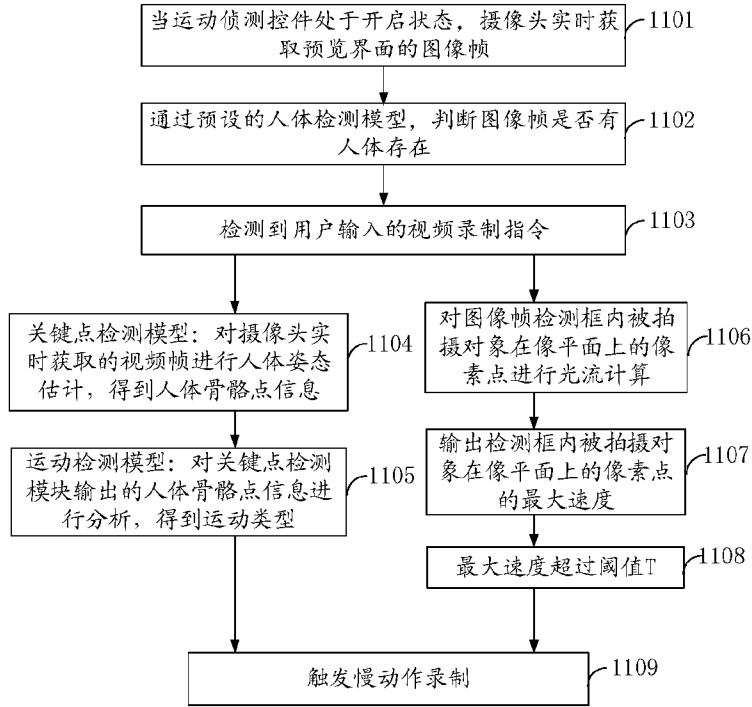 当运动侦测控件处于开启状态，摄像头实时获
取预览界面的图像帧
1101
通过预设的人体检测模型，判断图像帧是否有
人体存在
1102
检测到用户输入的视频录制指令
1103
关键点检测模型：对摄像头实
时获取的视频帧进行人体姿态
估计，得到人体骨骼点信息
1104
运动检测模型：对关键点检测
模块输出的人体骨骼点信息进
行分析，得到运动类型
1105
对图像帧检测框内被拍
摄对象在像平面上的像
素点进行光流计算
1106
输出检测框内被拍摄对
象在像平面上的像素点
的最大速度
1107
最大速度超过阈值T
1108
触发慢动作录制
1109